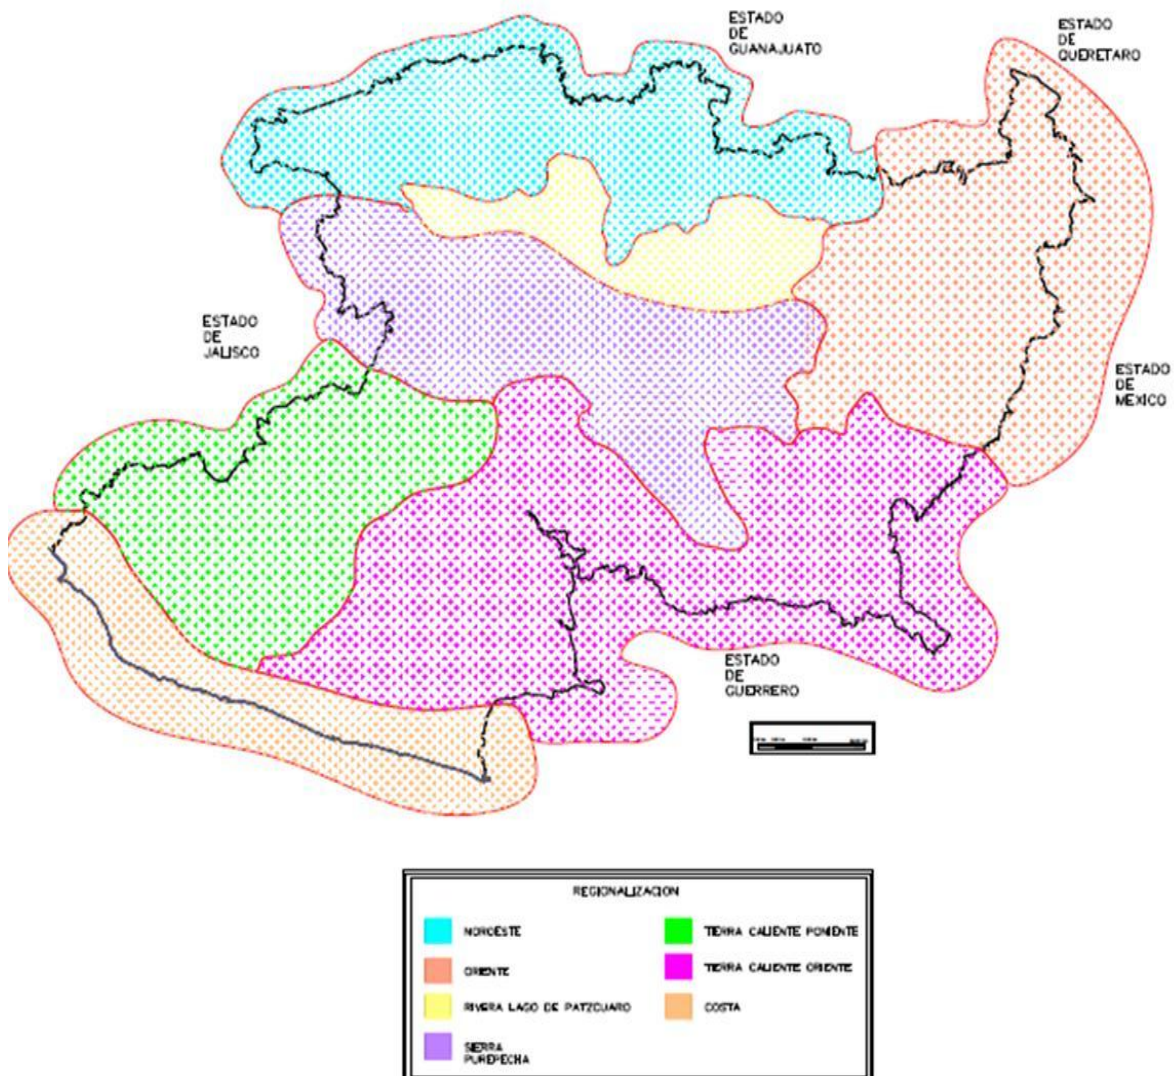 ESTADO
DE
GUANAJUATO
ESTADO
DE
QUERETARO
ESTADO
DE
JALISCO
ESTADO
DE
MEXICO
ESTADO
DE
GUERRERO
REGIONALIZACION
NOROESTE
ORIENTE
RIVERA LAGO DE PATZCUARO
SIERRA
PUREPECHA
TIERRA CALIENTE PONIENTE
TIERRA CALIENTE ORIENTE
COSTA